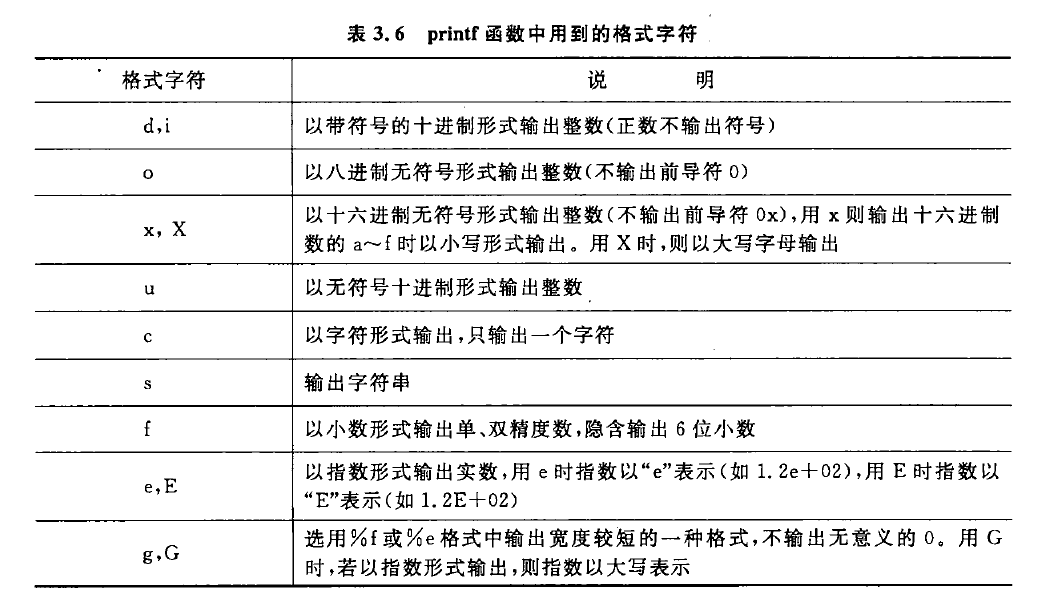 表 3.6 printf 函数中用到的格式字符
格式字符 说 明
d,i 以带符号的十进制形式输出整数(正数不输出符号)
o 以八进制无符号形式输出整数(不输出前导符 0)
x, X 以十六进制无符号形式输出整数(不输出前导符 0x),用 x 则输出十六进制
数的 a～f 时以小写形式输出。用 X 时,则以大写字母输出
u 以无符号十进制形式输出整数
c 以字符形式输出,只输出一个字符
s 输出字符串
f 以小数形式输出单、双精度数,隐含输出 6 位小数
e,E 以指数形式输出实数,用 e 时指数以“e”表示(如 1.2e+02),用 E 时指数以
“E”表示(如 1.2E+02)
g,G 选用%f 或%e 格式中输出宽度较短的一种格式,不输出无意义的 0。用 G
时,若以指数形式输出,则指数以大写表示